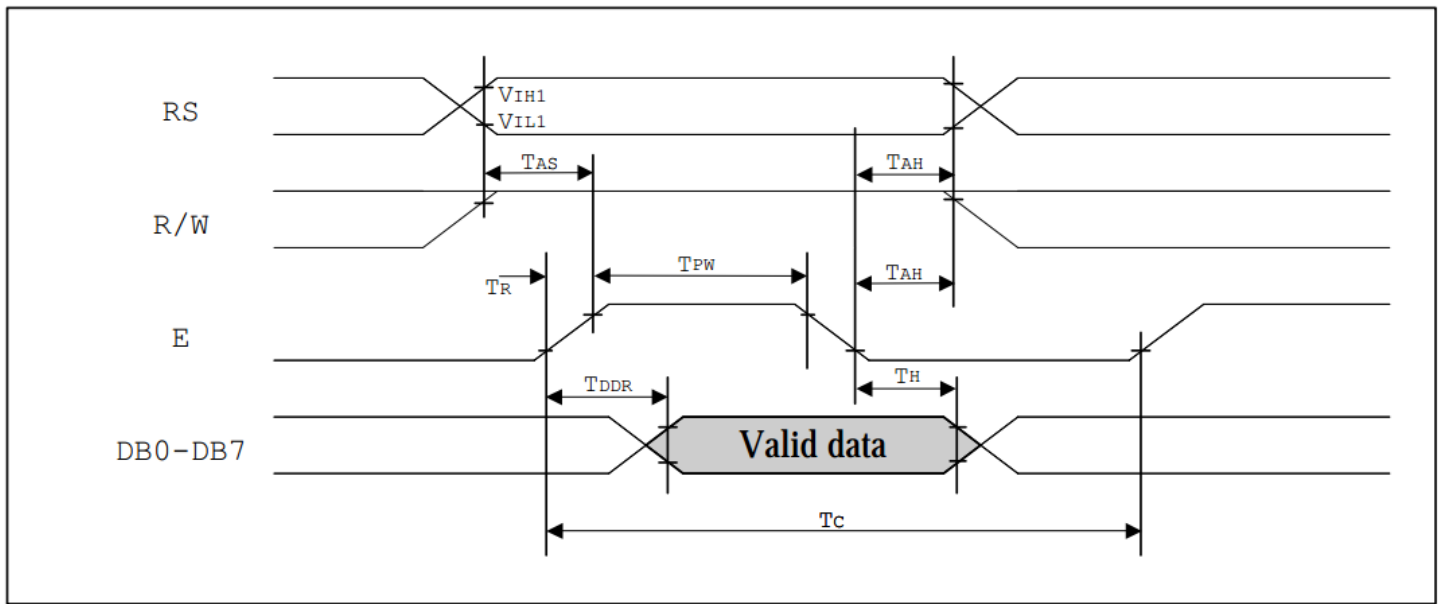 RS
VIH1
VIL1
TAS
TAH
R/W
TPW
TAH
TR
E
TDDR
TH
DB0-DB7
Valid data
TC